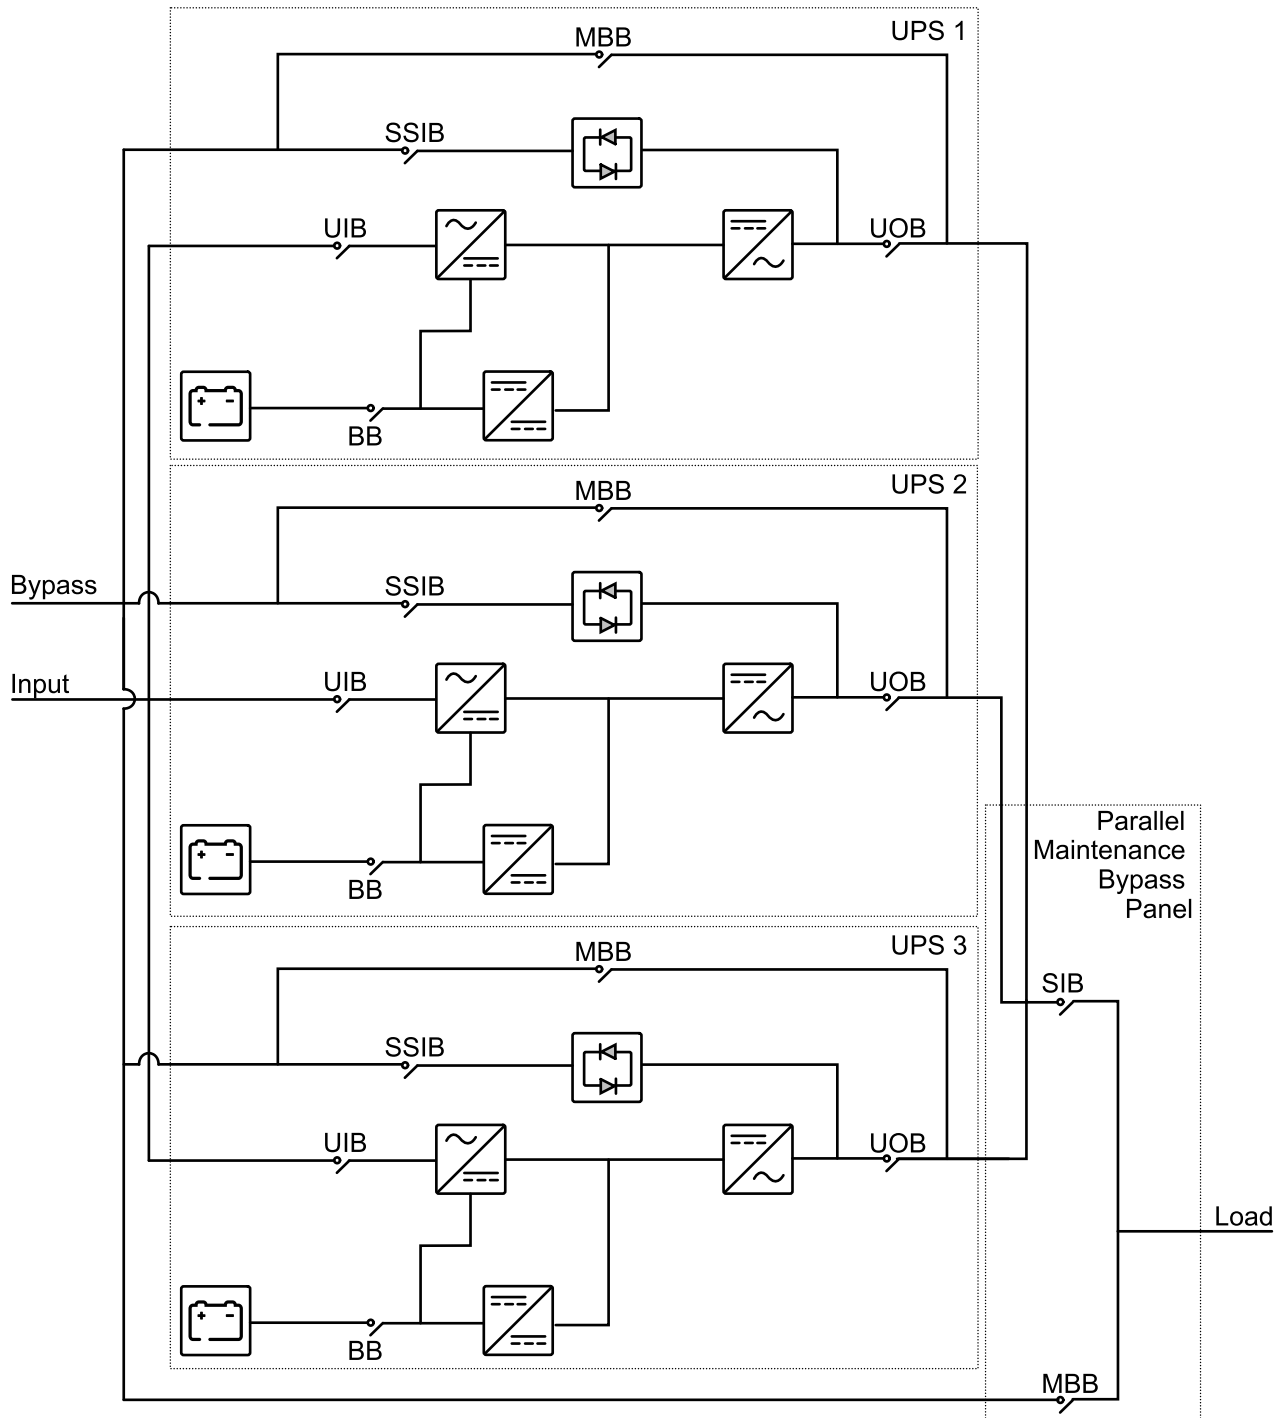 UPS 1
MBB
SSIB
UIB
UOB
BB
UPS 2
MBB
Bypass
SSIB
Input
UIB
UOB
BB
Parallel
Maintenance
Bypass
Panel
UPS 3
MBB
SIB
SSIB
UIB
UOB
Load
BB
MBB